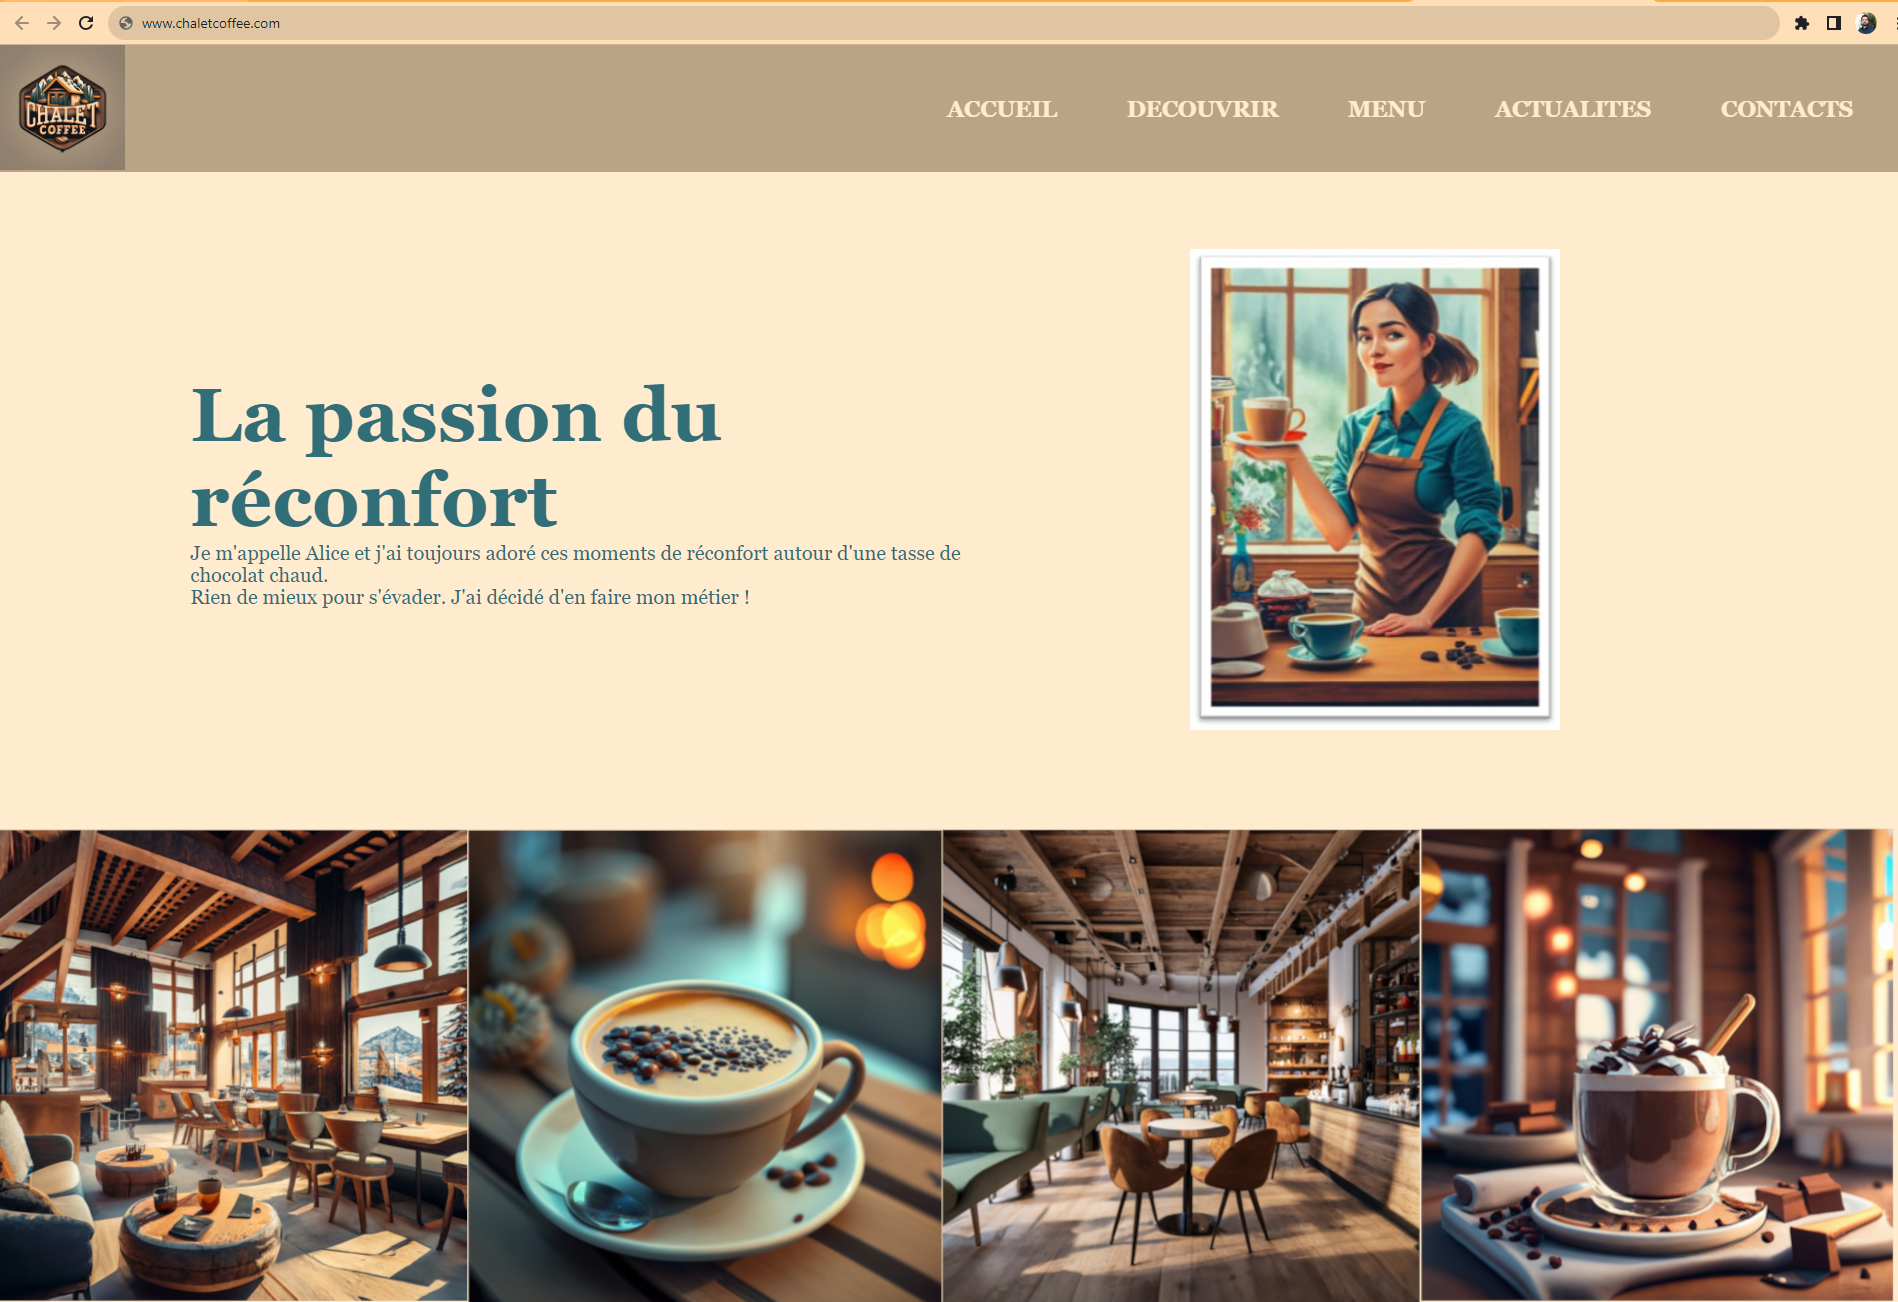 www.chaletcoffee.com
CHALET
COFFEE
ACCUEIL DECOUVRIR MENU ACTUALITES CONTACTS
La passion du
réconfort
Je m'appelle Alice et j'ai toujours adoré ces moments de réconfort autour d'une tasse de
chocolat chaud.
Rien de mieux pour s'évader. J'ai décidé d'en faire mon métier !